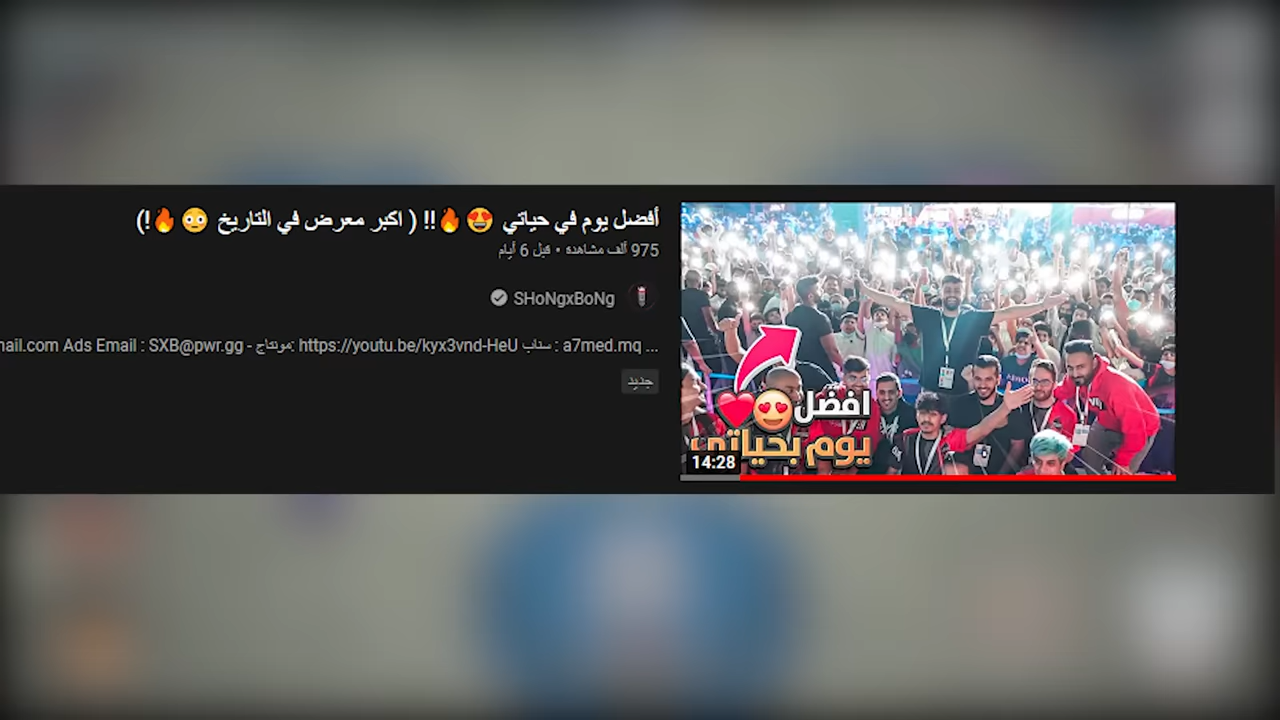 أفضل يوم في حياتي 😍🔥!! ( اكبر معرض في التاريخ 😳🔥!)
975 ألف مشاهدة • قبل 6 أيام
SHoNgxBoNg
mail.com Ads Email : SXB@pwr.gg - مونتاج: https://youtu.be/kyx3vnd-HeU سناب : a7med.mq ...
جديد
افضل
يوم بحياتي
14:28